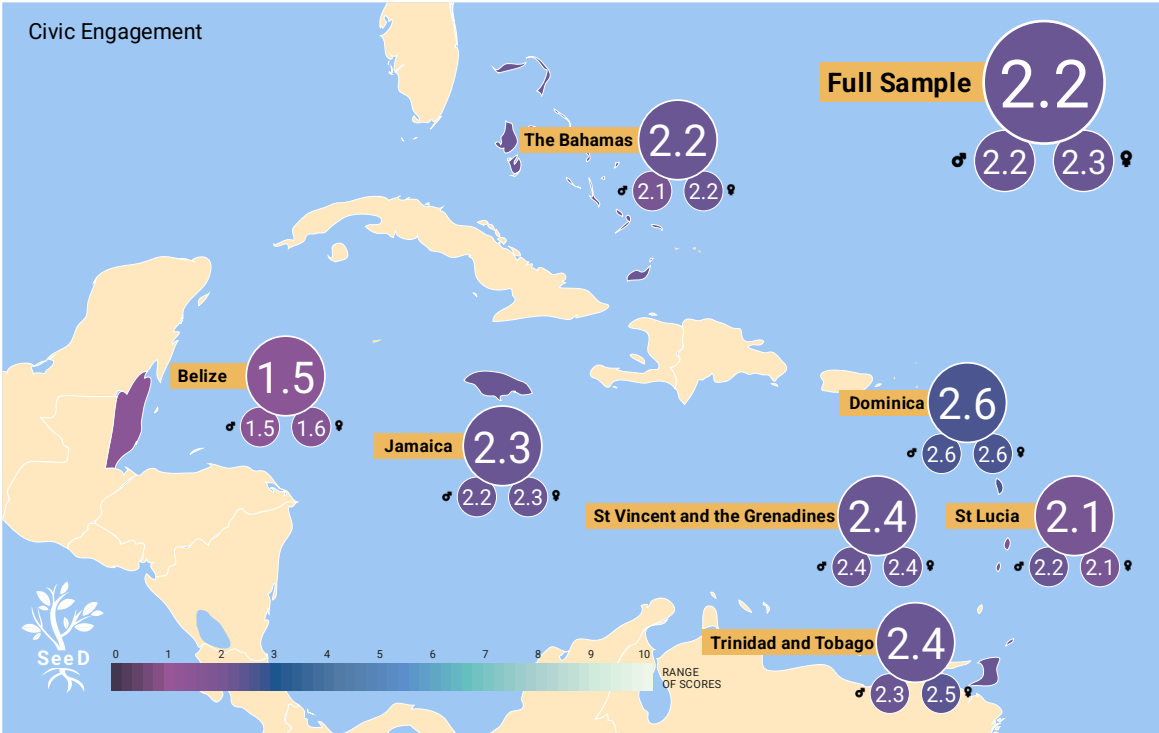 Civic Engagement
Full Sample
2.2
♂ 2.2 2.3 ♀
The Bahamas
2.2
♂ 2.1 2.2 ♀
Belize
1.5
♂ 1.5 1.6 ♀
Jamaica
2.3
♂ 2.2 2.3 ♀
Dominica
2.6
♂ 2.6 2.6 ♀
St Vincent and the Grenadines
2.4
♂ 2.4 2.4 ♀
St Lucia
2.1
♂ 2.2 2.1 ♀
Trinidad and Tobago
2.4
♂ 2.3 2.5 ♀
SeeD
0 1 2 3 4 5 6 7 8 9 10
RANGE
OF SCORES